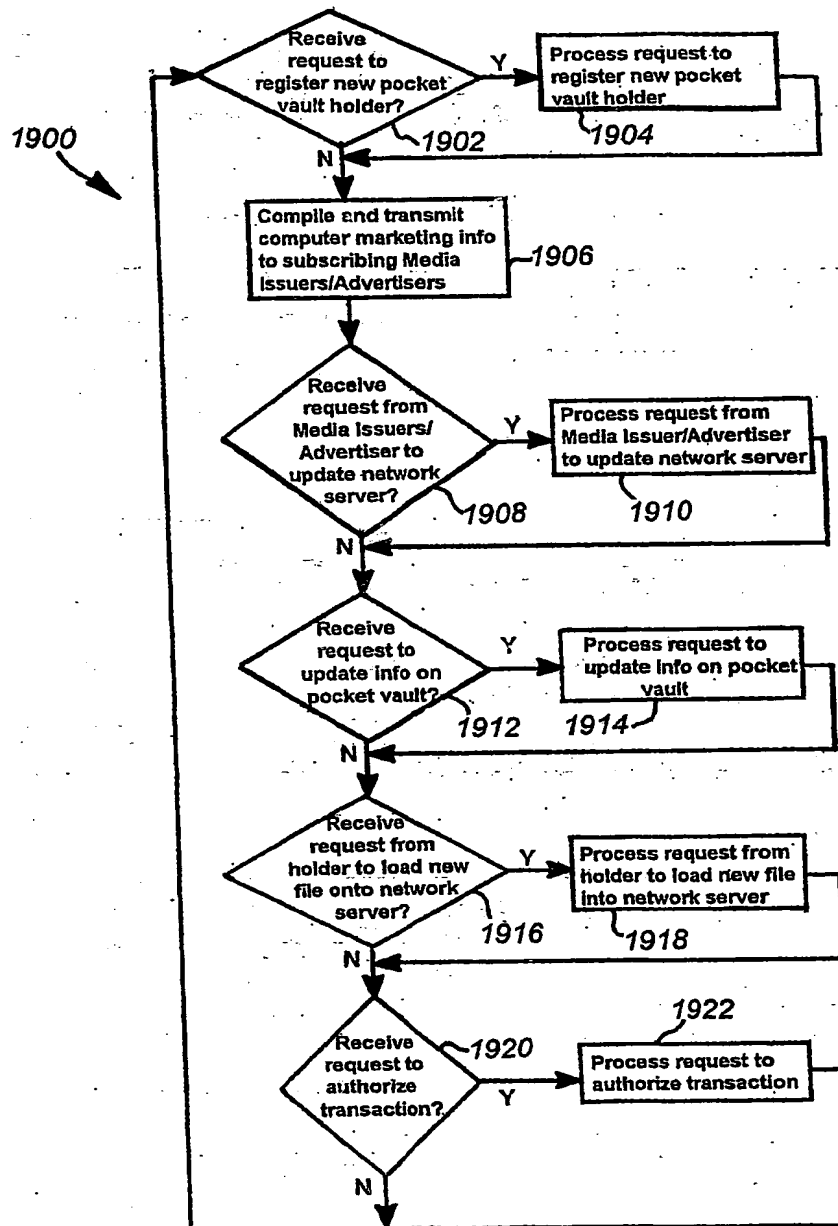 Receive
request to
register new pocket
vault holder?
Y
Process request to
register new pocket
vault holder
1904
1902
1900
N
Compile and transmit
computer marketing info
to subscribing Media
Issuers/Advertisers
1906
Receive
request from
Media Issuers/
Advertiser to
update network
server?
Y
Process request from
Media Issuer/Advertiser
to update network server
1908
1910
N
Receive
request to
update info on
pocket vault?
Y
Process request to
update info on pocket
vault
1912
1914
N
Receive
request from
holder to load new
file onto network
server?
Y
Process request from
holder to load new file
into network server
1916
1918
N
1922
Receive
request to
authorize
transaction?
1920
Y
Process request to
authorize transaction
N